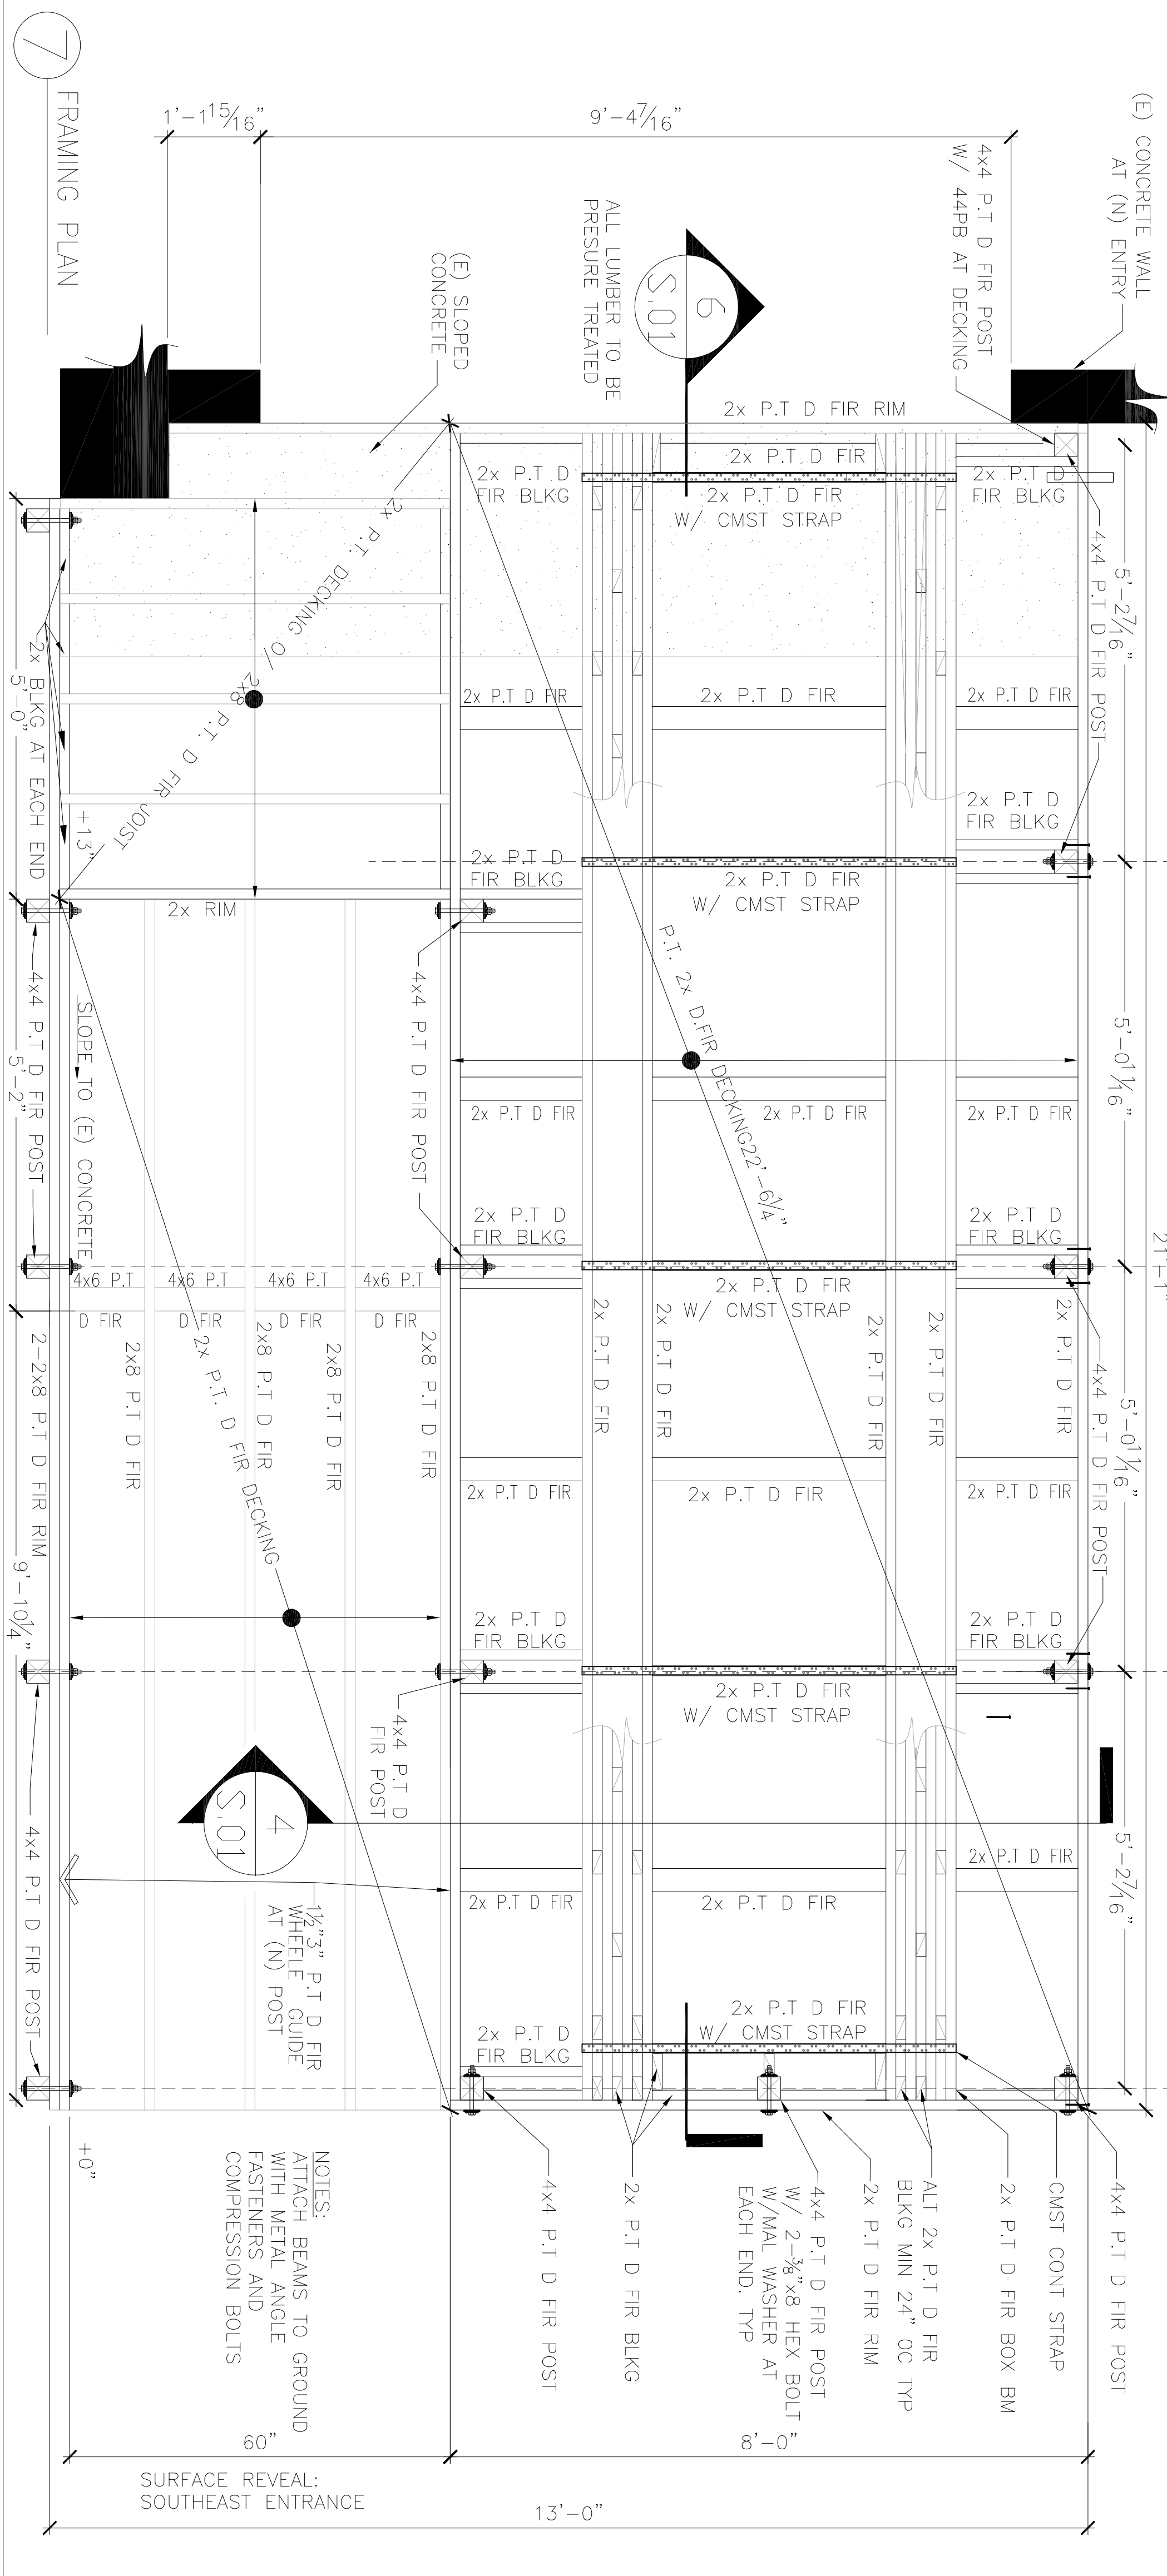 (E) CONCRETE WALL
AT (N) ENTRY
9'-4 7/16"
1'-1 15/16"
4x4 P.T D FIR POST
W/ 44PB AT DECKING
ALL LUMBER TO BE
PRESURE TREATED
6
S.01
(E) SLOPED
CONCRETE
7
FRAMING PLAN
2x P.T D FIR RIM
2x P.T D FIR
2x P.T D
FIR BLKG
2x P.T D FIR
W/ CMST STRAP
2x P.T D
FIR BLKG
4x4 P.T D FIR POST
5'-2 7/16"
2x P.T. DECKING O/ 2x8 P.T. D FIR JOIST
2x BLKG AT EACH END
5'-0"
+13"
2x P.T D FIR
2x P.T D FIR
2x P.T D FIR
2x P.T D
FIR BLKG
2x P.T D
FIR BLKG
2x P.T D FIR
W/ CMST STRAP
2x RIM
4x4 P.T D FIR POST
4x4 P.T D FIR POST
5'-2"
SLOPE TO (E) CONCRETE
P.T. 2x D.FIR DECKING
22'-6 1/4"
5'-0 11/16"
2x P.T D FIR
2x P.T D FIR
2x P.T D FIR
2x P.T D
FIR BLKG
2x P.T D
FIR BLKG
21'-1"
2x P.T D FIR
W/ CMST STRAP
4x6 P.T
D FIR
4x6 P.T
D FIR
4x6 P.T
D FIR
4x6 P.T
D FIR
2x P.T D FIR
2x P.T D FIR
2x P.T D FIR
2x P.T D FIR
2x P.T D FIR
4x4 P.T D FIR POST
5'-0 11/16"
2x8 P.T D FIR
2x8 P.T D FIR
2x8 P.T D FIR
2x8 P.T D FIR
2-2x8 P.T D FIR RIM
2x P.T. D FIR DECKING
9'-10 1/4"
2x P.T D FIR
2x P.T D FIR
2x P.T D FIR
2x P.T D
FIR BLKG
2x P.T D
FIR BLKG
2x P.T D FIR
W/ CMST STRAP
4x4 P.T D
FIR POST
4
S.01
4x4 P.T D FIR POST
5'-2 7/16"
2x P.T D FIR
2x P.T D FIR
2x P.T D FIR
1 1/2"3" P.T D FIR
WHEELE GUIDE
AT (N) POST
2x P.T D FIR
W/ CMST STRAP
2x P.T D
FIR BLKG
4x4 P.T D FIR POST
CMST CONT STRAP
2x P.T D FIR BOX BM
ALT 2x P.T D FIR
BLKG MIN 24" OC TYP
2x P.T D FIR RIM
4x4 P.T D FIR POST
W/ 2-3/8"x8 HEX BOLT
W/MAL WASHER AT
EACH END. TYP
2x P.T D FIR BLKG
4x4 P.T D FIR POST
NOTES:
ATTACH BEAMS TO GROUND
WITH METAL ANGLE
FASTENERS AND
COMPRESSION BOLTS
+0"
60"
8'-0"
13'-0"
SURFACE REVEAL:
SOUTHEAST ENTRANCE